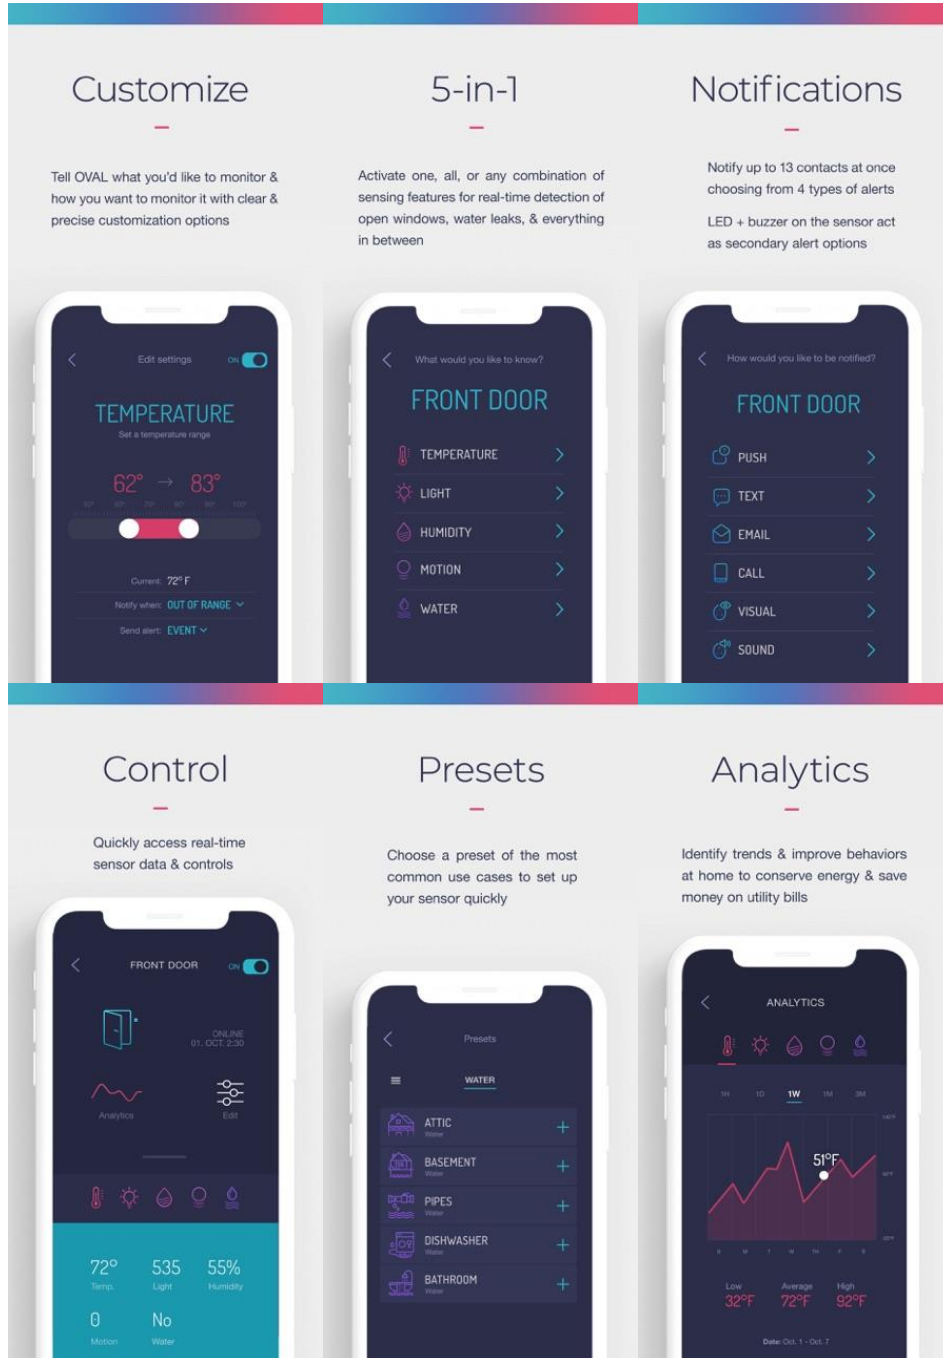 Customize
Tell OVAL what you'd like to monitor &
how you want to monitor it with clear &
precise customization options
Edit settings
ON
TEMPERATURE
Set a temperature range
62° → 83°
50° 60° 70° 80° 90° 100°
Current: 72° F
Notify when: OUT OF RANGE
Send alert: EVENT
5-in-1
Activate one, all, or any combination of
sensing features for real-time detection of
open windows, water leaks, & everything
in between
What would you like to know?
FRONT DOOR
TEMPERATURE
LIGHT
HUMIDITY
MOTION
WATER
Notifications
Notify up to 13 contacts at once
choosing from 4 types of alerts
LED + buzzer on the sensor act
as secondary alert options
How would you like to be notified?
FRONT DOOR
PUSH
TEXT
EMAIL
CALL
VISUAL
SOUND
Control
Quickly access real-time
sensor data & controls
FRONT DOOR
ON
ONLINE
01. OCT. 2:30
Analytics
Edit
72° 535 55%
Temp. Light Humidity
0 No
Motion Water
Presets
Choose a preset of the most
common use cases to set up
your sensor quickly
Presets
WATER
ATTIC
Water
BASEMENT
Water
PIPES
Water
DISHWASHER
Water
BATHROOM
Water
Analytics
Identify trends & improve behaviors
at home to conserve energy & save
money on utility bills
ANALYTICS
1H 1D 1W 1M 3M
51°F
S M T W TH F S
Low Average High
32°F 72°F 92°F
Date: Oct. 1 - Oct. 7